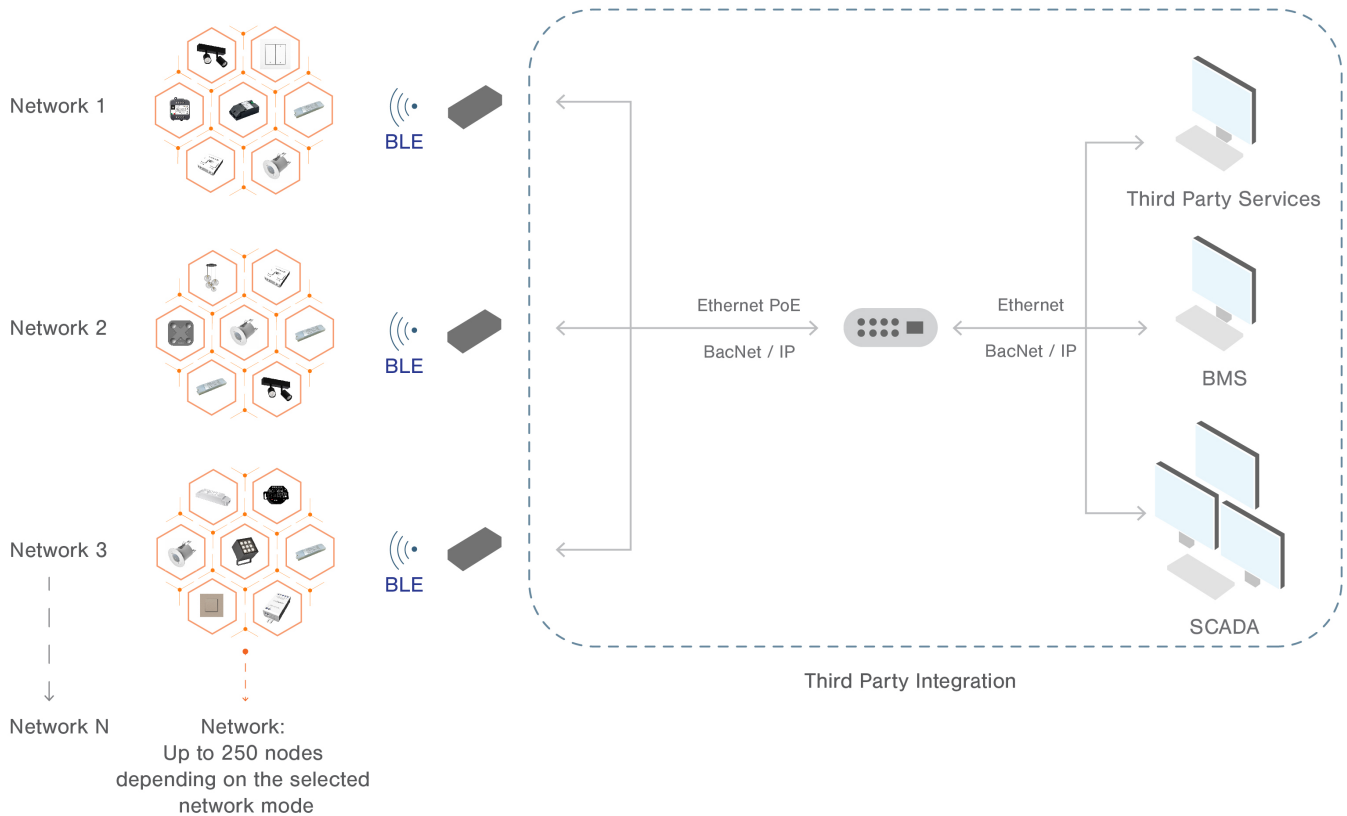 Network 1
BLE
Third Party Services
Network 2
BLE
Ethernet PoE
BacNet / IP
Ethernet
BacNet / IP
BMS
Network 3
BLE
SCADA
Third Party Integration
Network N
Network:
Up to 250 nodes
depending on the selected
network mode